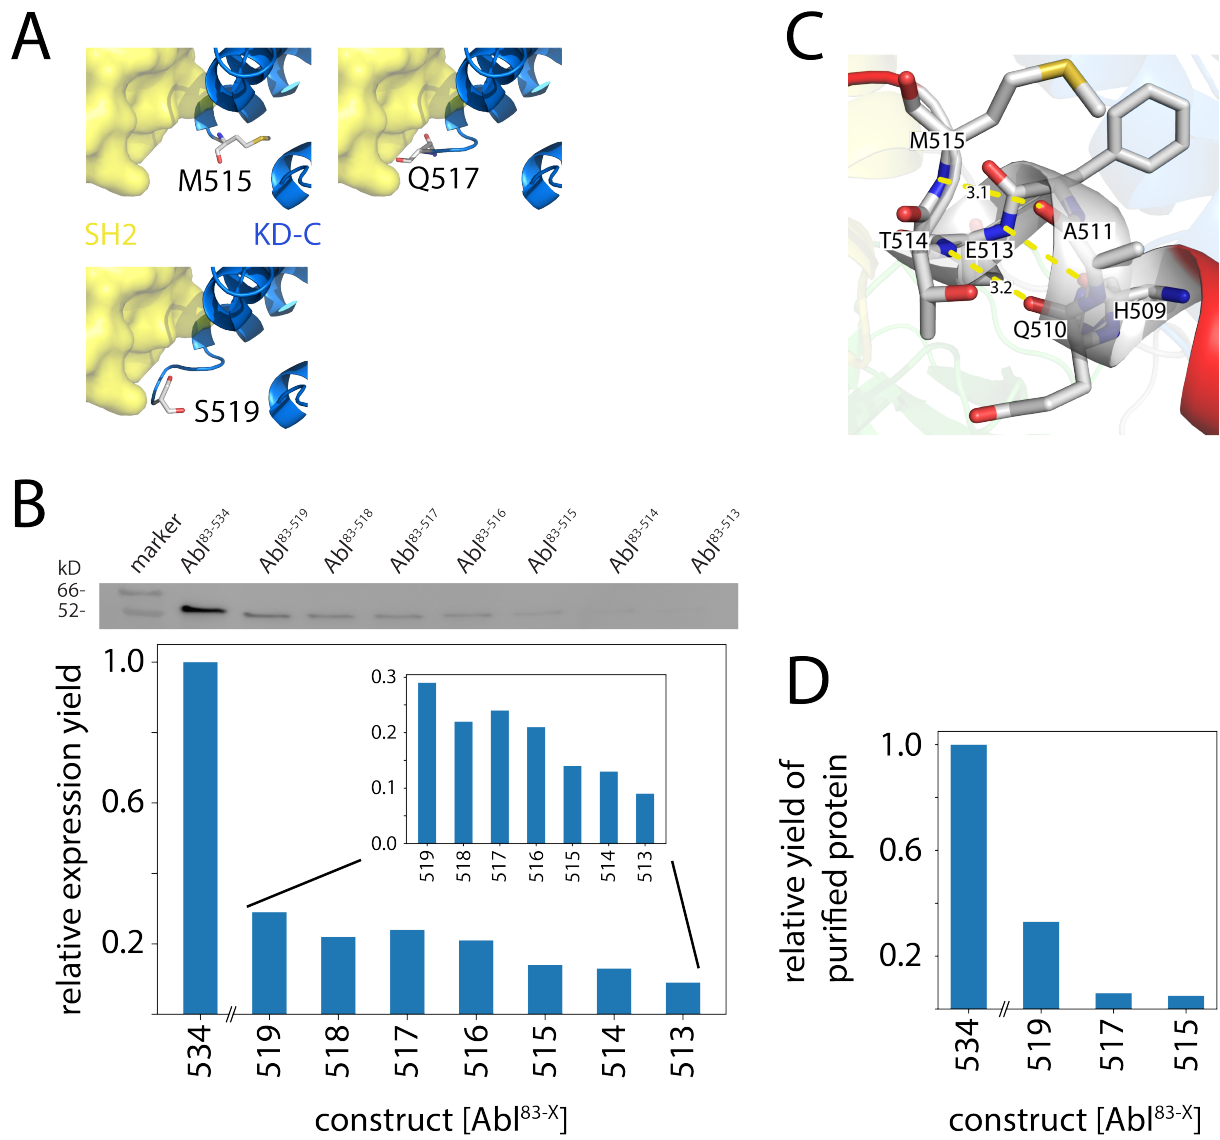 A
M515
Q517
SH2
KD-C
S519
C
M515
3.1
T514
E513
A511
3.2
Q510
H509
B
kD
marker
Abl83-534
Abl83-519
Abl83-518
Abl83-517
Abl83-516
Abl83-515
Abl83-514
Abl83-513
66-
52-
relative expression yield
1.0
0.6
0.2
0.3
0.2
0.1
0.0
519
518
517
516
515
514
513
534
519
518
517
516
515
514
513
construct [Abl83-X]
D
relative yield of
purified protein
1.0
0.6
0.2
534
519
517
515
construct [Abl83-X]